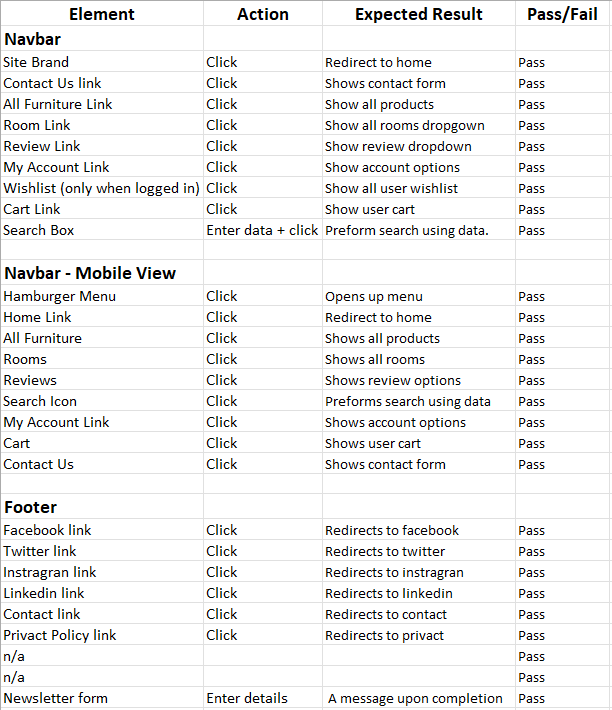 Element Action Expected Result Pass/Fail
Navbar
Site Brand Click Redirect to home Pass
Contact Us link Click Shows contact form Pass
All Furniture Link Click Show all products Pass
Room Link Click Show all rooms dropgown Pass
Review Link Click Show review dropdown Pass
My Account Link Click Show account options Pass
Wishlist (only when logged in) Click Show all user wishlist Pass
Cart Link Click Show user cart Pass
Search Box Enter data + click Preform search using data. Pass
Navbar - Mobile View
Hamburger Menu Click Opens up menu Pass
Home Link Click Redirect to home Pass
All Furniture Click Shows all products Pass
Rooms Click Shows all rooms Pass
Reviews Click Shows review options Pass
Search Icon Click Preforms search using data Pass
My Account Link Click Shows account options Pass
Cart Click Shows user cart Pass
Contact Us Click Shows contact form Pass
Footer
Facebook link Click Redirects to facebook Pass
Twitter link Click Redirects to twitter Pass
Instragran link Click Redirects to instragran Pass
Linkedin link Click Redirects to linkedin Pass
Contact link Click Redirects to contact Pass
Privact Policy link Click Redirects to privact Pass
n/a Pass
n/a Pass
Newsletter form Enter details A message upon completion Pass